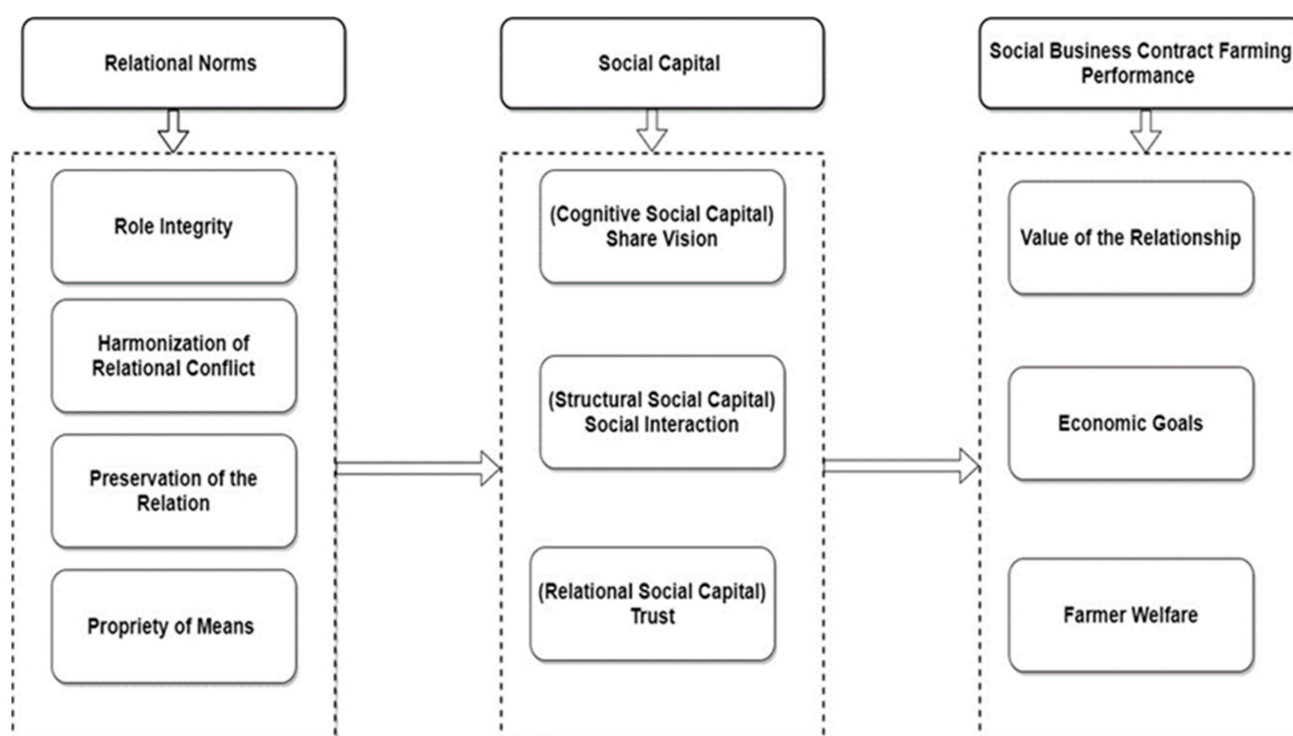 Relational Norms
Social Capital
Social Business Contract Farming
Performance
Role Integrity
Harmonization of
Relational Conflict
Preservation of the
Relation
Propriety of Means
(Cognitive Social Capital)
Share Vision
(Structural Social Capital)
Social Interaction
(Relational Social Capital)
Trust
Value of the Relationship
Economic Goals
Farmer Welfare